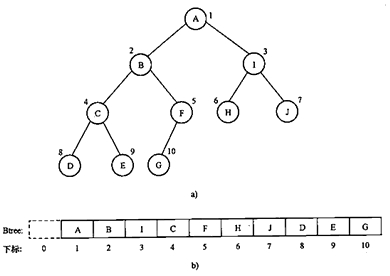 A 1
2 B
I 3
4 C
F 5
6 H
J 7
8 D
E 9
G 10
a)
Btree: A B I C F H J D E G
下标: 0 1 2 3 4 5 6 7 8 9 10
b)